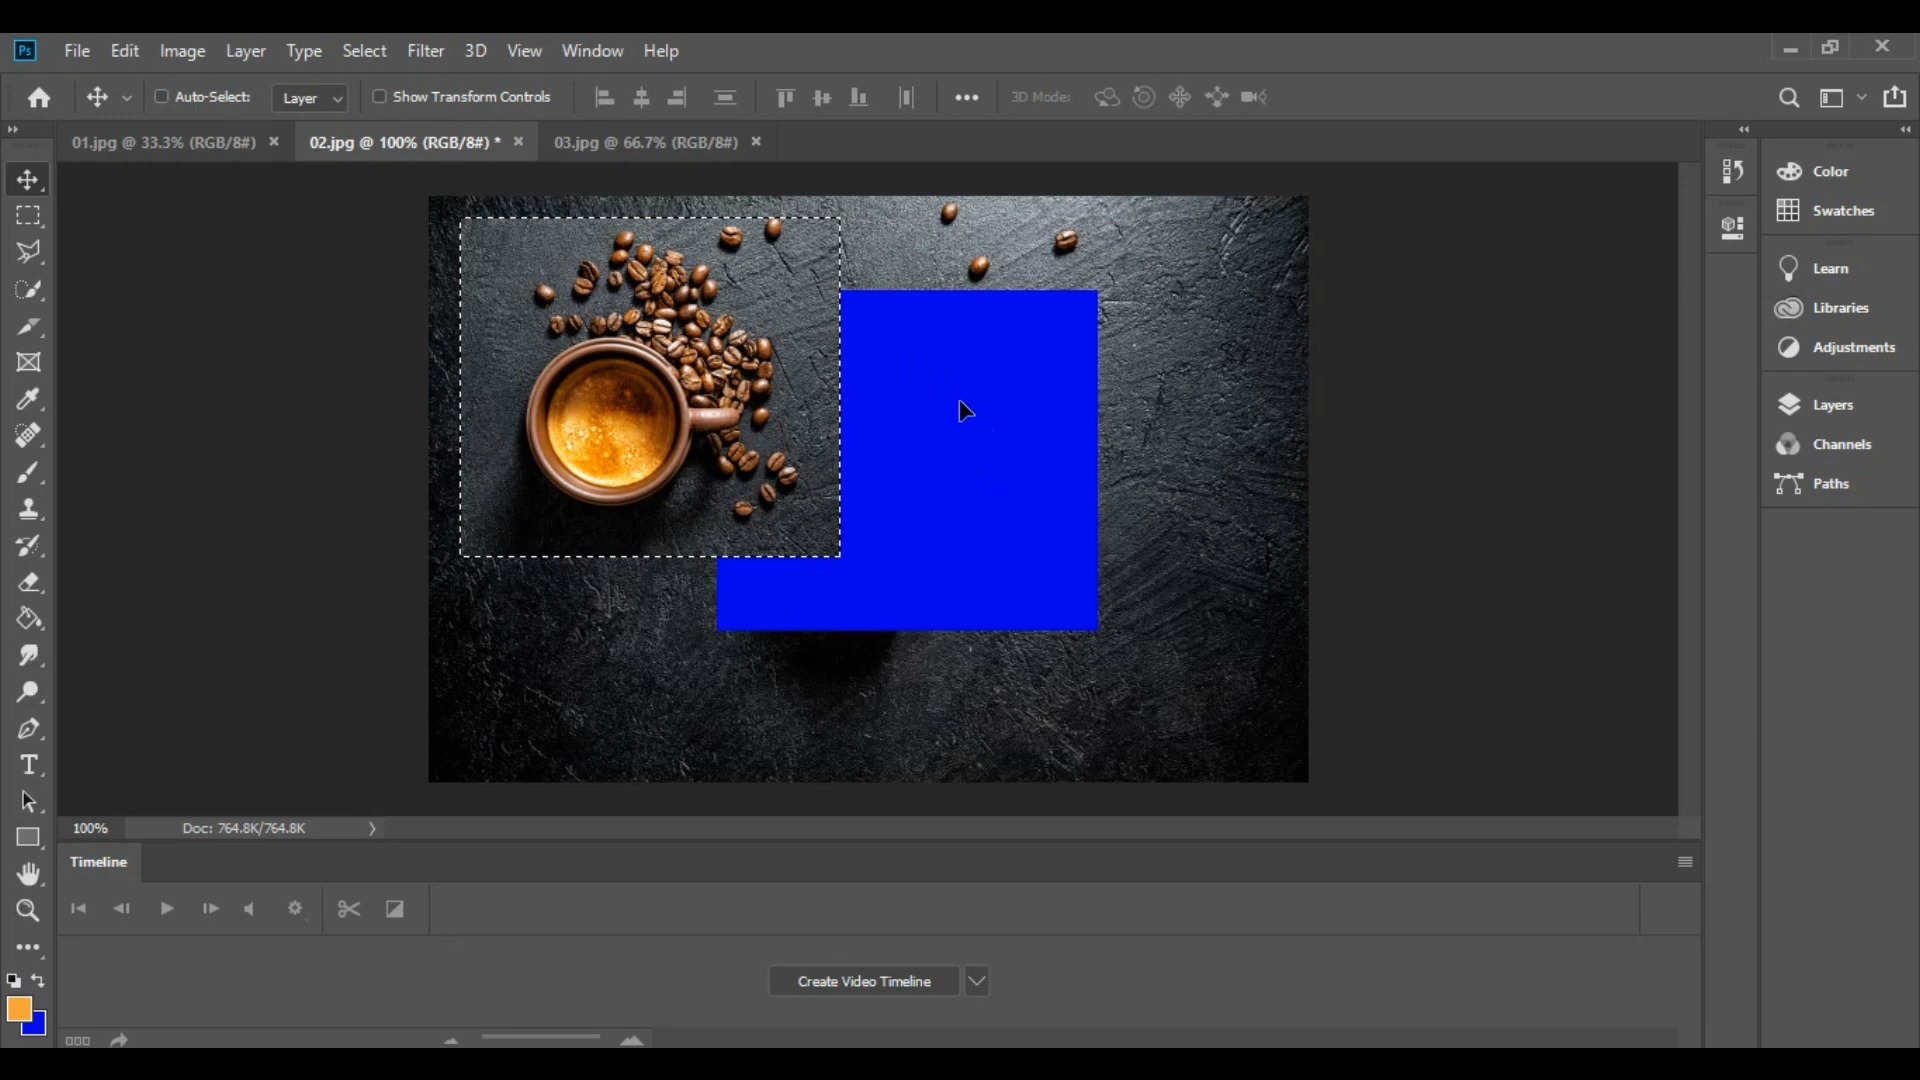 Ps File Edit Image Layer Type Select Filter 3D View Window Help
Auto-Select: Layer Show Transform Controls 3D Mode:
01.jpg @ 33.3% (RGB/8#) 02.jpg @ 100% (RGB/8#) * 03.jpg @ 66.7% (RGB/8#)
Color
Swatches
Learn
Libraries
Adjustments
Layers
Channels
Paths
100% Doc: 764.8K/764.8K
Timeline
Create Video Timeline